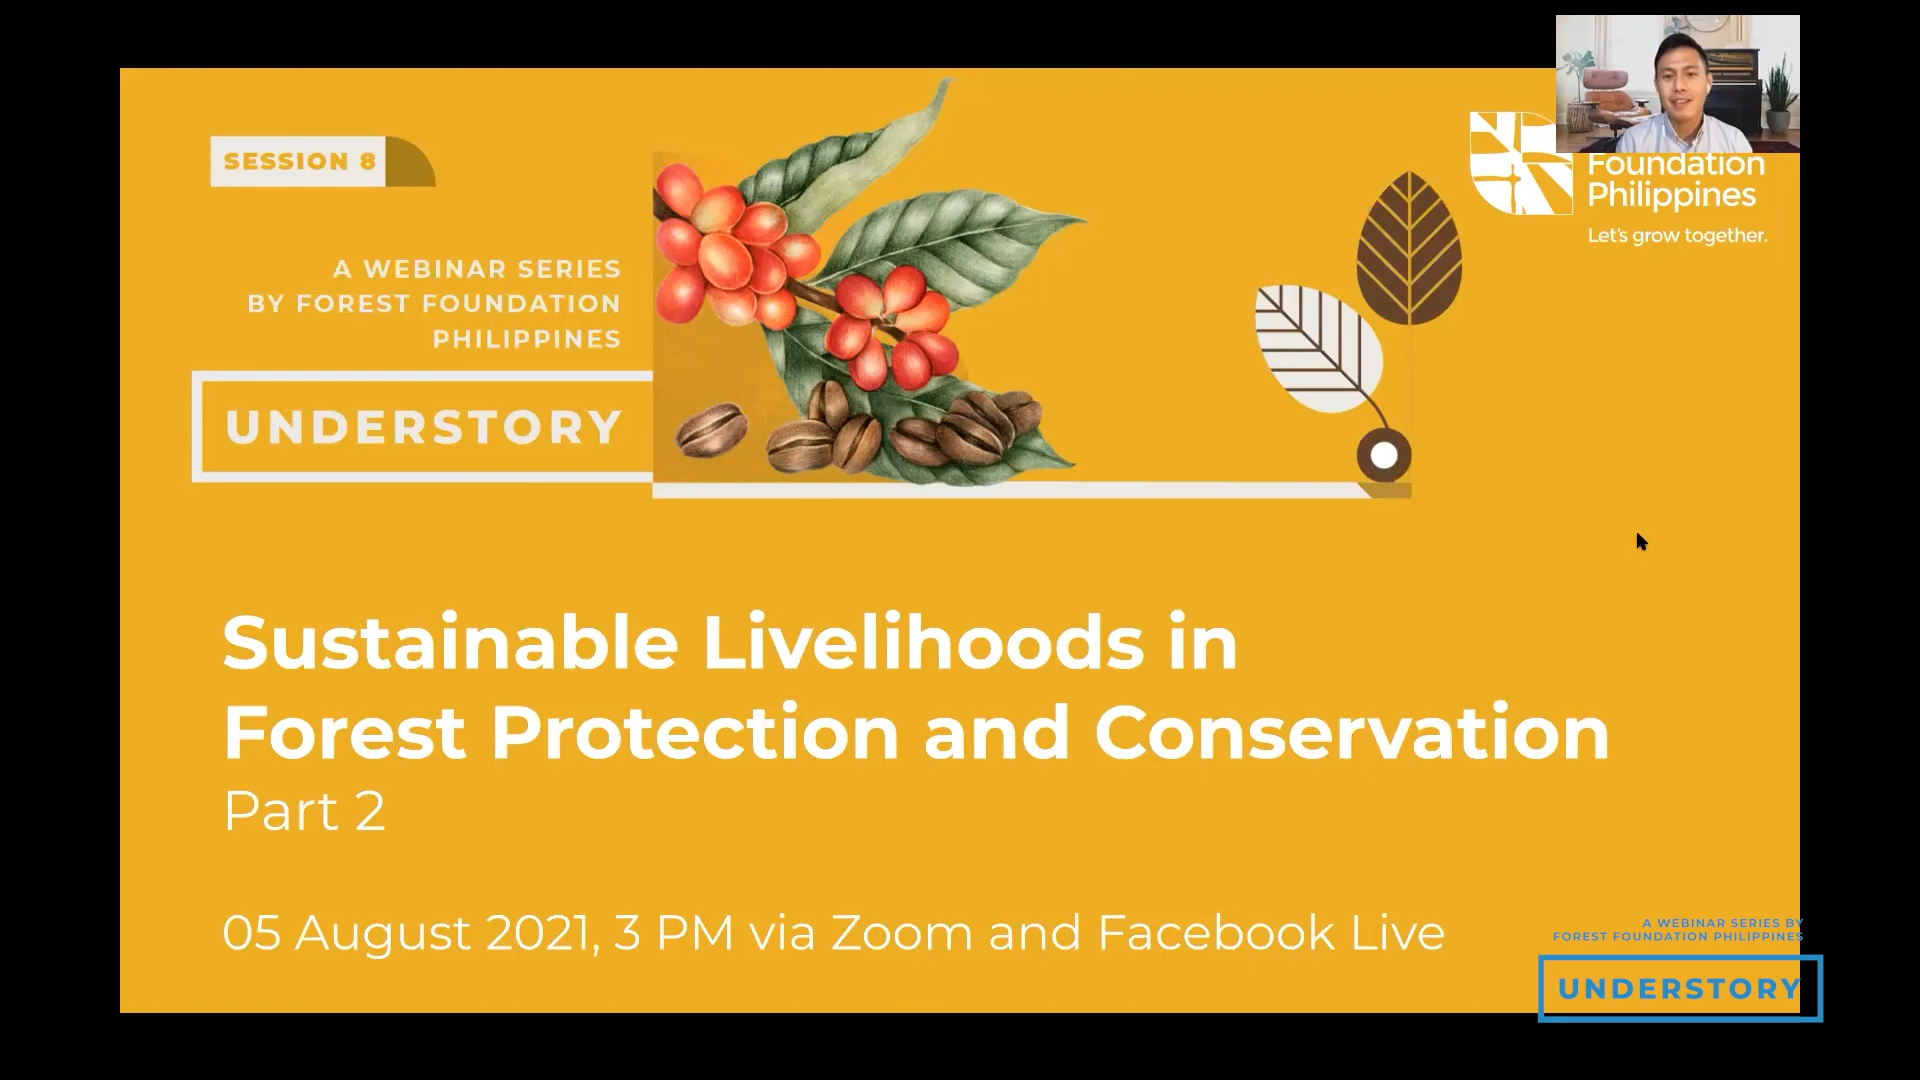 SESSION 8
A WEBINAR SERIES
BY FOREST FOUNDATION
PHILIPPINES
UNDERSTORY
Foundation
Philippines
Let's grow together.
Sustainable Livelihoods in
Forest Protection and Conservation
Part 2
05 August 2021, 3 PM via Zoom and Facebook Live
A WEBINAR SERIES BY
FOREST FOUNDATION PHILIPPINES
UNDERSTORY